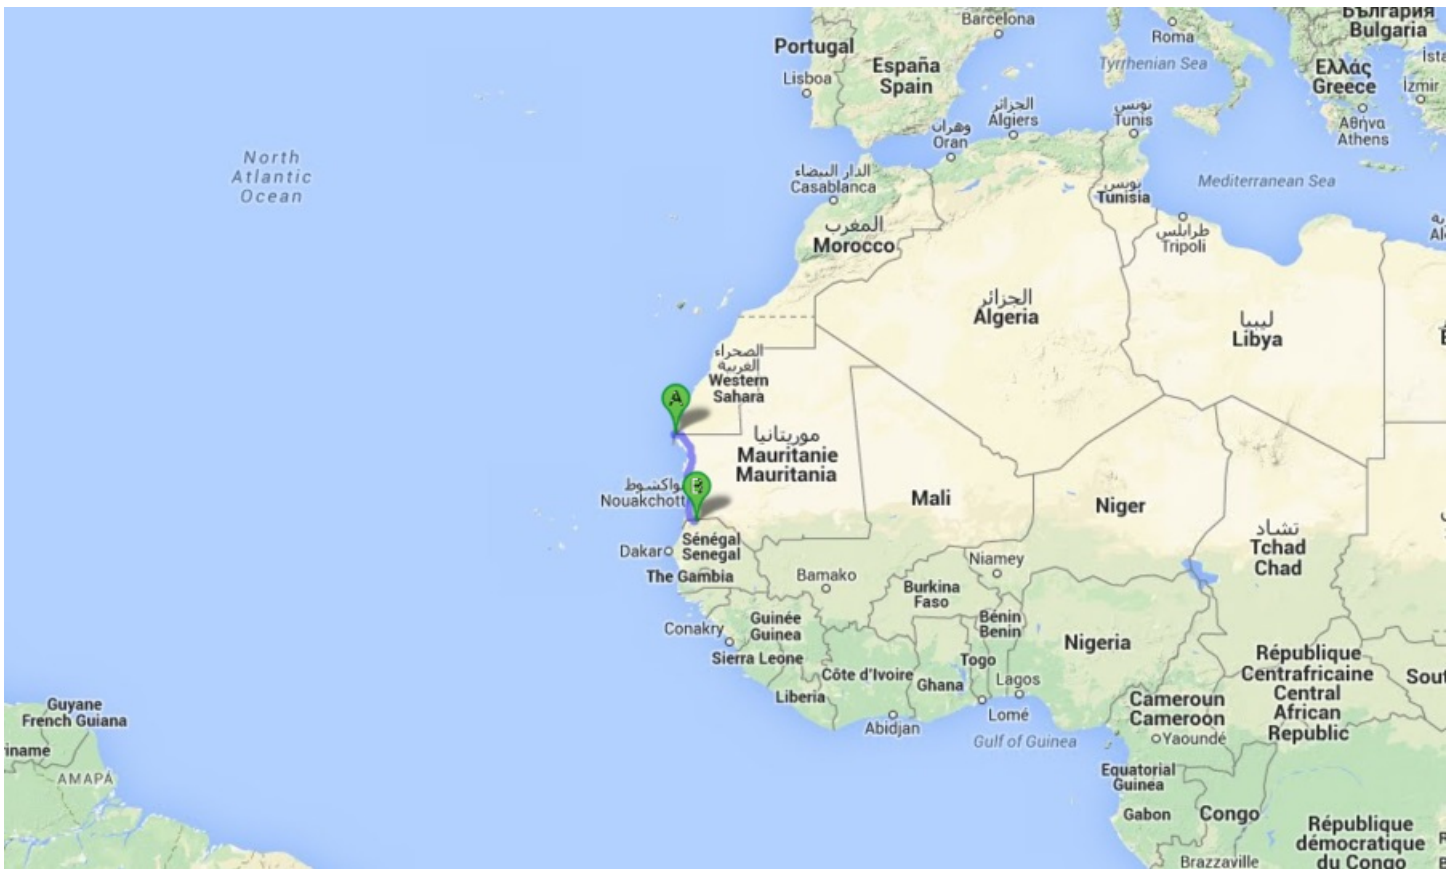 България
Bulgaria
Barcelona
Roma
Portugal
España
Spain
Tyrrhenian Sea
Ελλάς
Greece
Lisboa
İzmir
الجزائر
Algiers
تونس
Tunis
وهران
Oran
Αθήνα
Athens
North
Atlantic
Ocean
الدار البيضاء
Casablanca
Mediterranean Sea
تونس
Tunisia
المغرب
Morocco
طرابلس
Tripoli
الجزائر
Algeria
ليبيا
Libya
الصحراء
الغربية
Western
Sahara
A
موريتانيا
Mauritanie
Mauritania
نواكشوط
Nouakchott
Mali
Niger
تشاد
Tchad
Chad
Sénégal
Senegal
Dakar
The Gambia
Niamey
Bamako
Burkina
Faso
Bénin
Benin
Guinée
Guinea
Conakry
Sierra Leone
Nigeria
Togo
Côte d'Ivoire
Ghana
Lagos
Liberia
Lomé
Abidjan
Gulf of Guinea
République
Centrafricaine
Central
African
Republic
Cameroun
Cameroon
Yaoundé
Guyane
French Guiana
AMAPÁ
Equatorial
Guinea
Gabon
Congo
République
démocratique
du Congo
Brazzaville